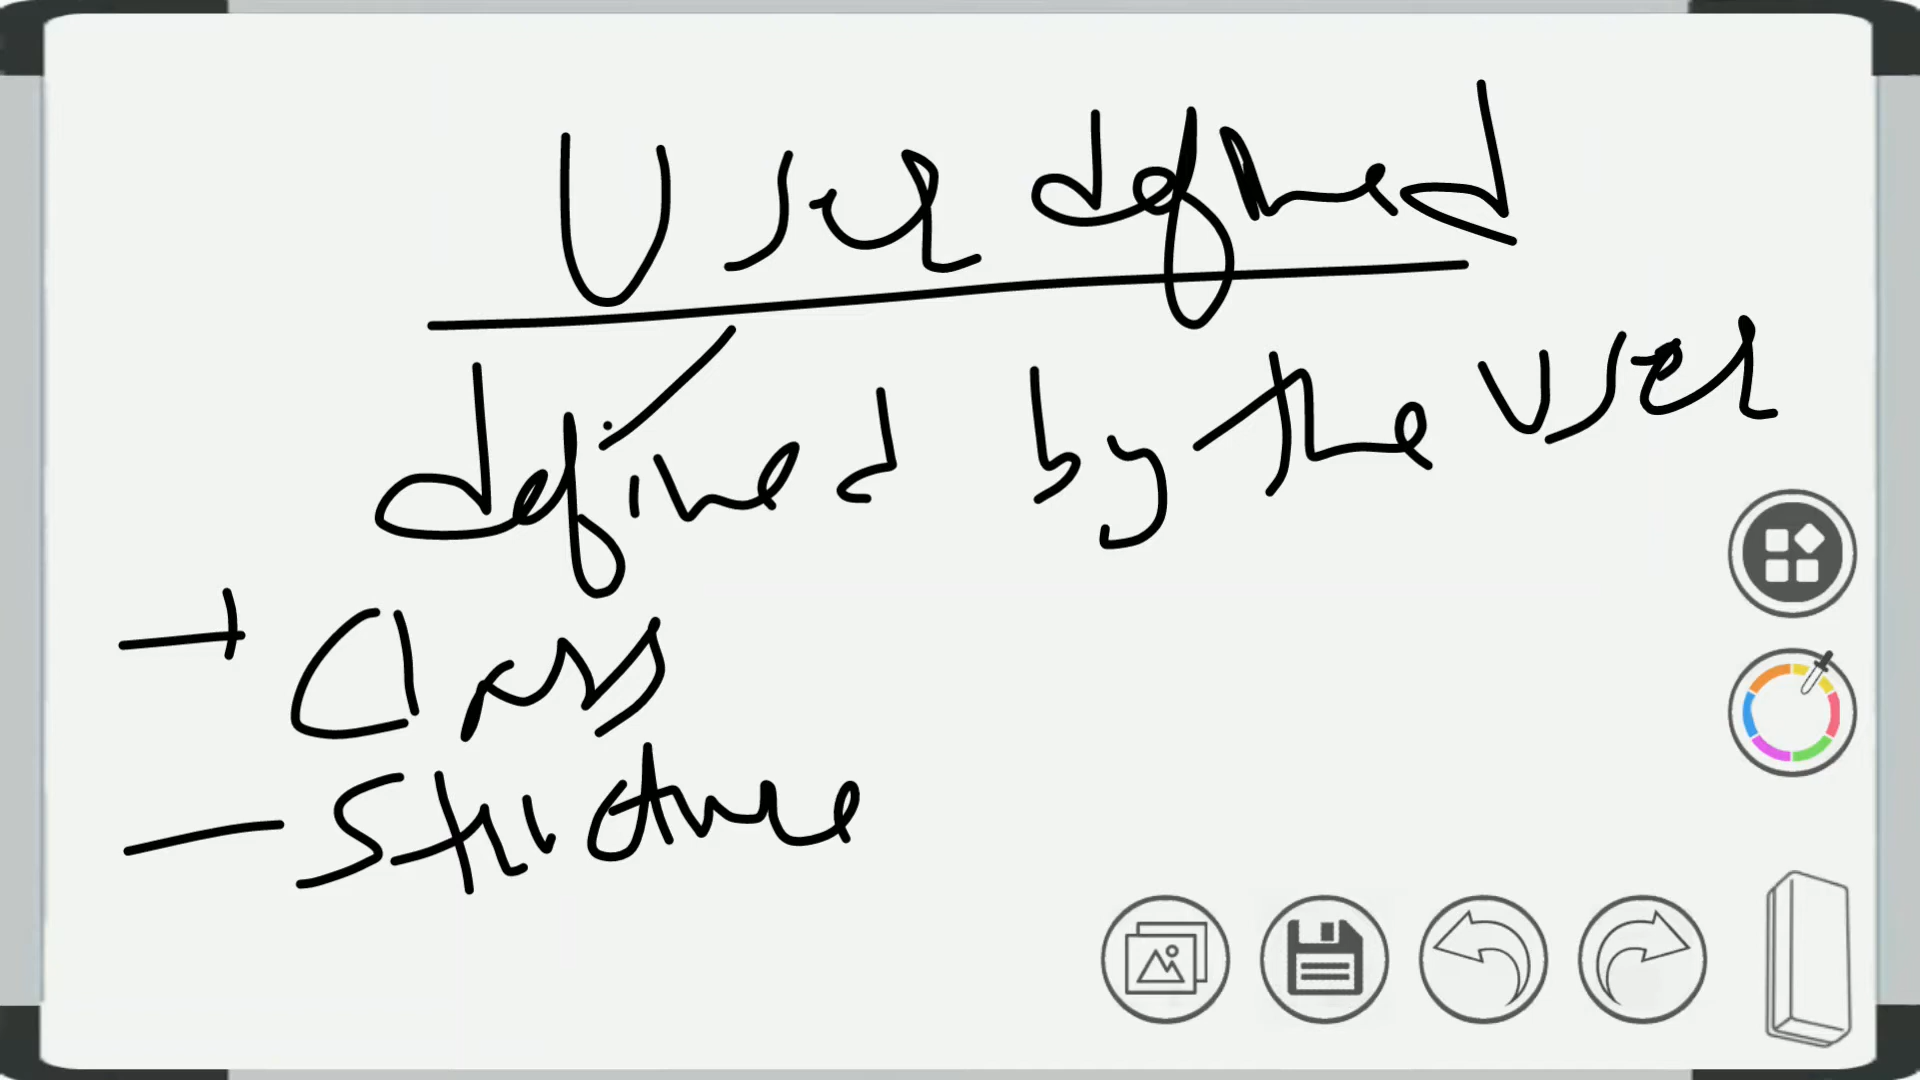 User defined
defined by the user
→ Class
— Structure